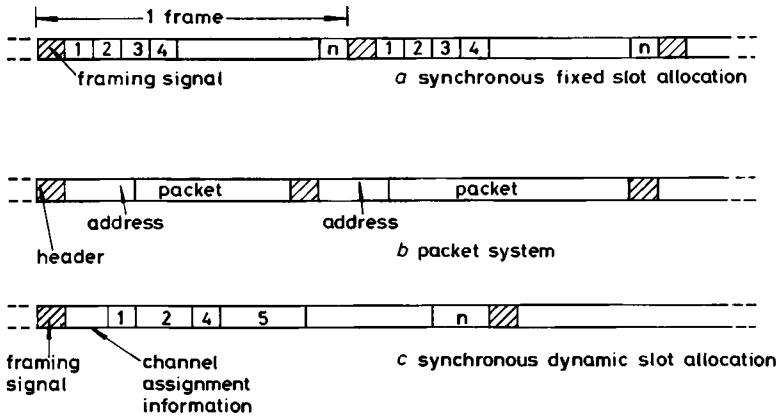 1 frame
1 2 3 4 n 1 2 3 4 n
framing signal
a synchronous fixed slot allocation
packet packet
address address
header
b packet system
1 2 4 5 n
framing
signal
channel
assignment
information
c synchronous dynamic slot allocation